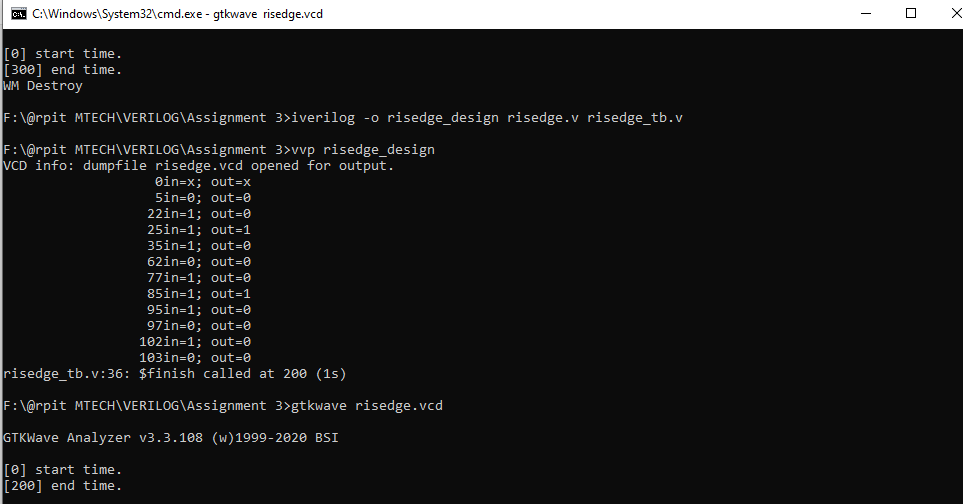 C:\Windows\System32\cmd.exe - gtkwave  risedge.vcd
[0] start time.
[300] end time.
WM Destroy
F:\@rpit MTECH\VERILOG\Assignment 3>iverilog -o risedge_design risedge.v risedge_tb.v
F:\@rpit MTECH\VERILOG\Assignment 3>vvp risedge_design
VCD info: dumpfile risedge.vcd opened for output.
                   0in=x; out=x
                   5in=0; out=0
                  22in=1; out=0
                  25in=1; out=1
                  35in=1; out=0
                  62in=0; out=0
                  77in=1; out=0
                  85in=1; out=1
                  95in=1; out=0
                  97in=0; out=0
                 102in=1; out=0
                 103in=0; out=0
risedge_tb.v:36: $finish called at 200 (1s)
F:\@rpit MTECH\VERILOG\Assignment 3>gtkwave risedge.vcd
GTKWave Analyzer v3.3.108 (w)1999-2020 BSI
[0] start time.
[200] end time.